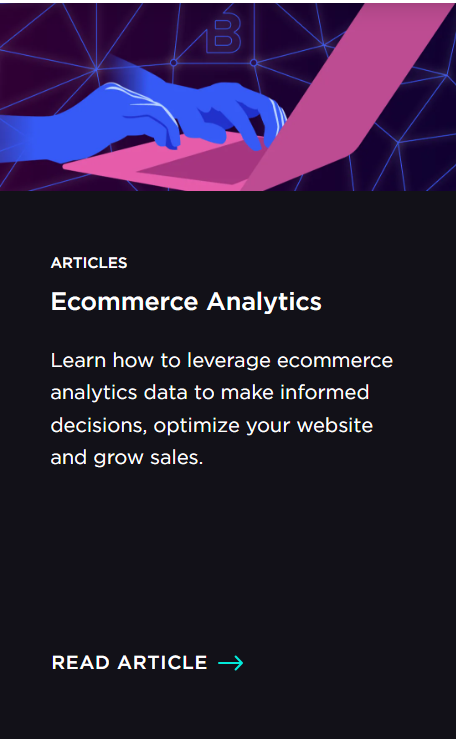 B
ARTICLES
Ecommerce Analytics
Learn how to leverage ecommerce
analytics data to make informed
decisions, optimize your website
and grow sales.
READ ARTICLE